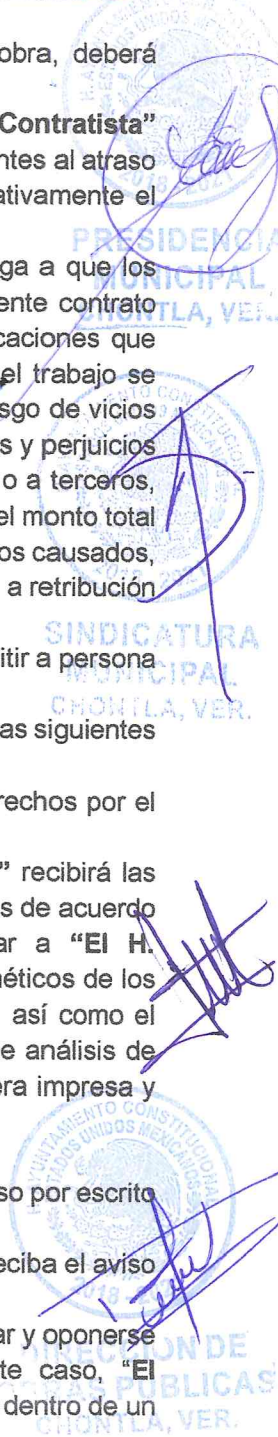 obra, deberá
Contratista”
ntes al atraso
ativamente el
PRESIDENCIA
ga a que los
MUNICIPAL
ente contrato
CHONTLA, VER.
caciones que
el trabajo se
esgo de vicios
s y perjuicios
o a terceros,
el monto total
os causados,
a retribución
SINDICATURA
itir a persona
MUNICIPAL
CHONTLA, VER.
as siguientes
rechos por el
” recibirá las
s de acuerdo
ar a “El H.
néticos de los
así como el
e análisis de
era impresa y
so por escrito
eciba el aviso
ar y oponerse
DIRECCIÓN DE
te caso, “El
OBRAS PUBLICAS
dentro de un
CHONTLA, VER.